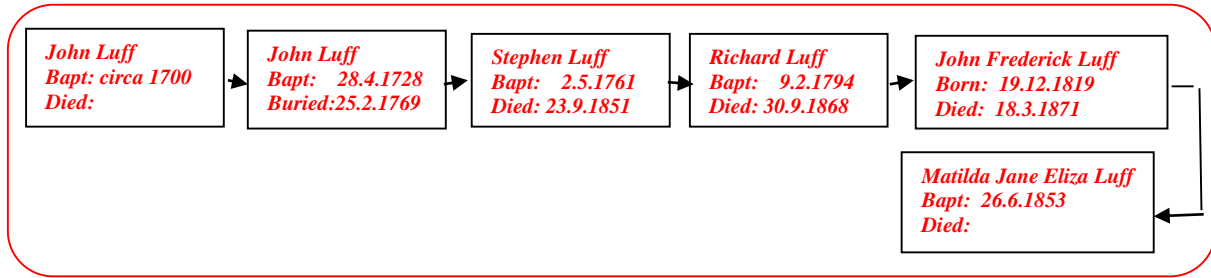 John Luff
Bapt: circa 1700
Died:
John Luff
Bapt: 28.4.1728
Buried:25.2.1769
Stephen Luff
Bapt: 2.5.1761
Died: 23.9.1851
Richard Luff
Bapt: 9.2.1794
Died: 30.9.1868
John Frederick Luff
Born: 19.12.1819
Died: 18.3.1871
Matilda Jane Eliza Luff
Bapt: 26.6.1853
Died: